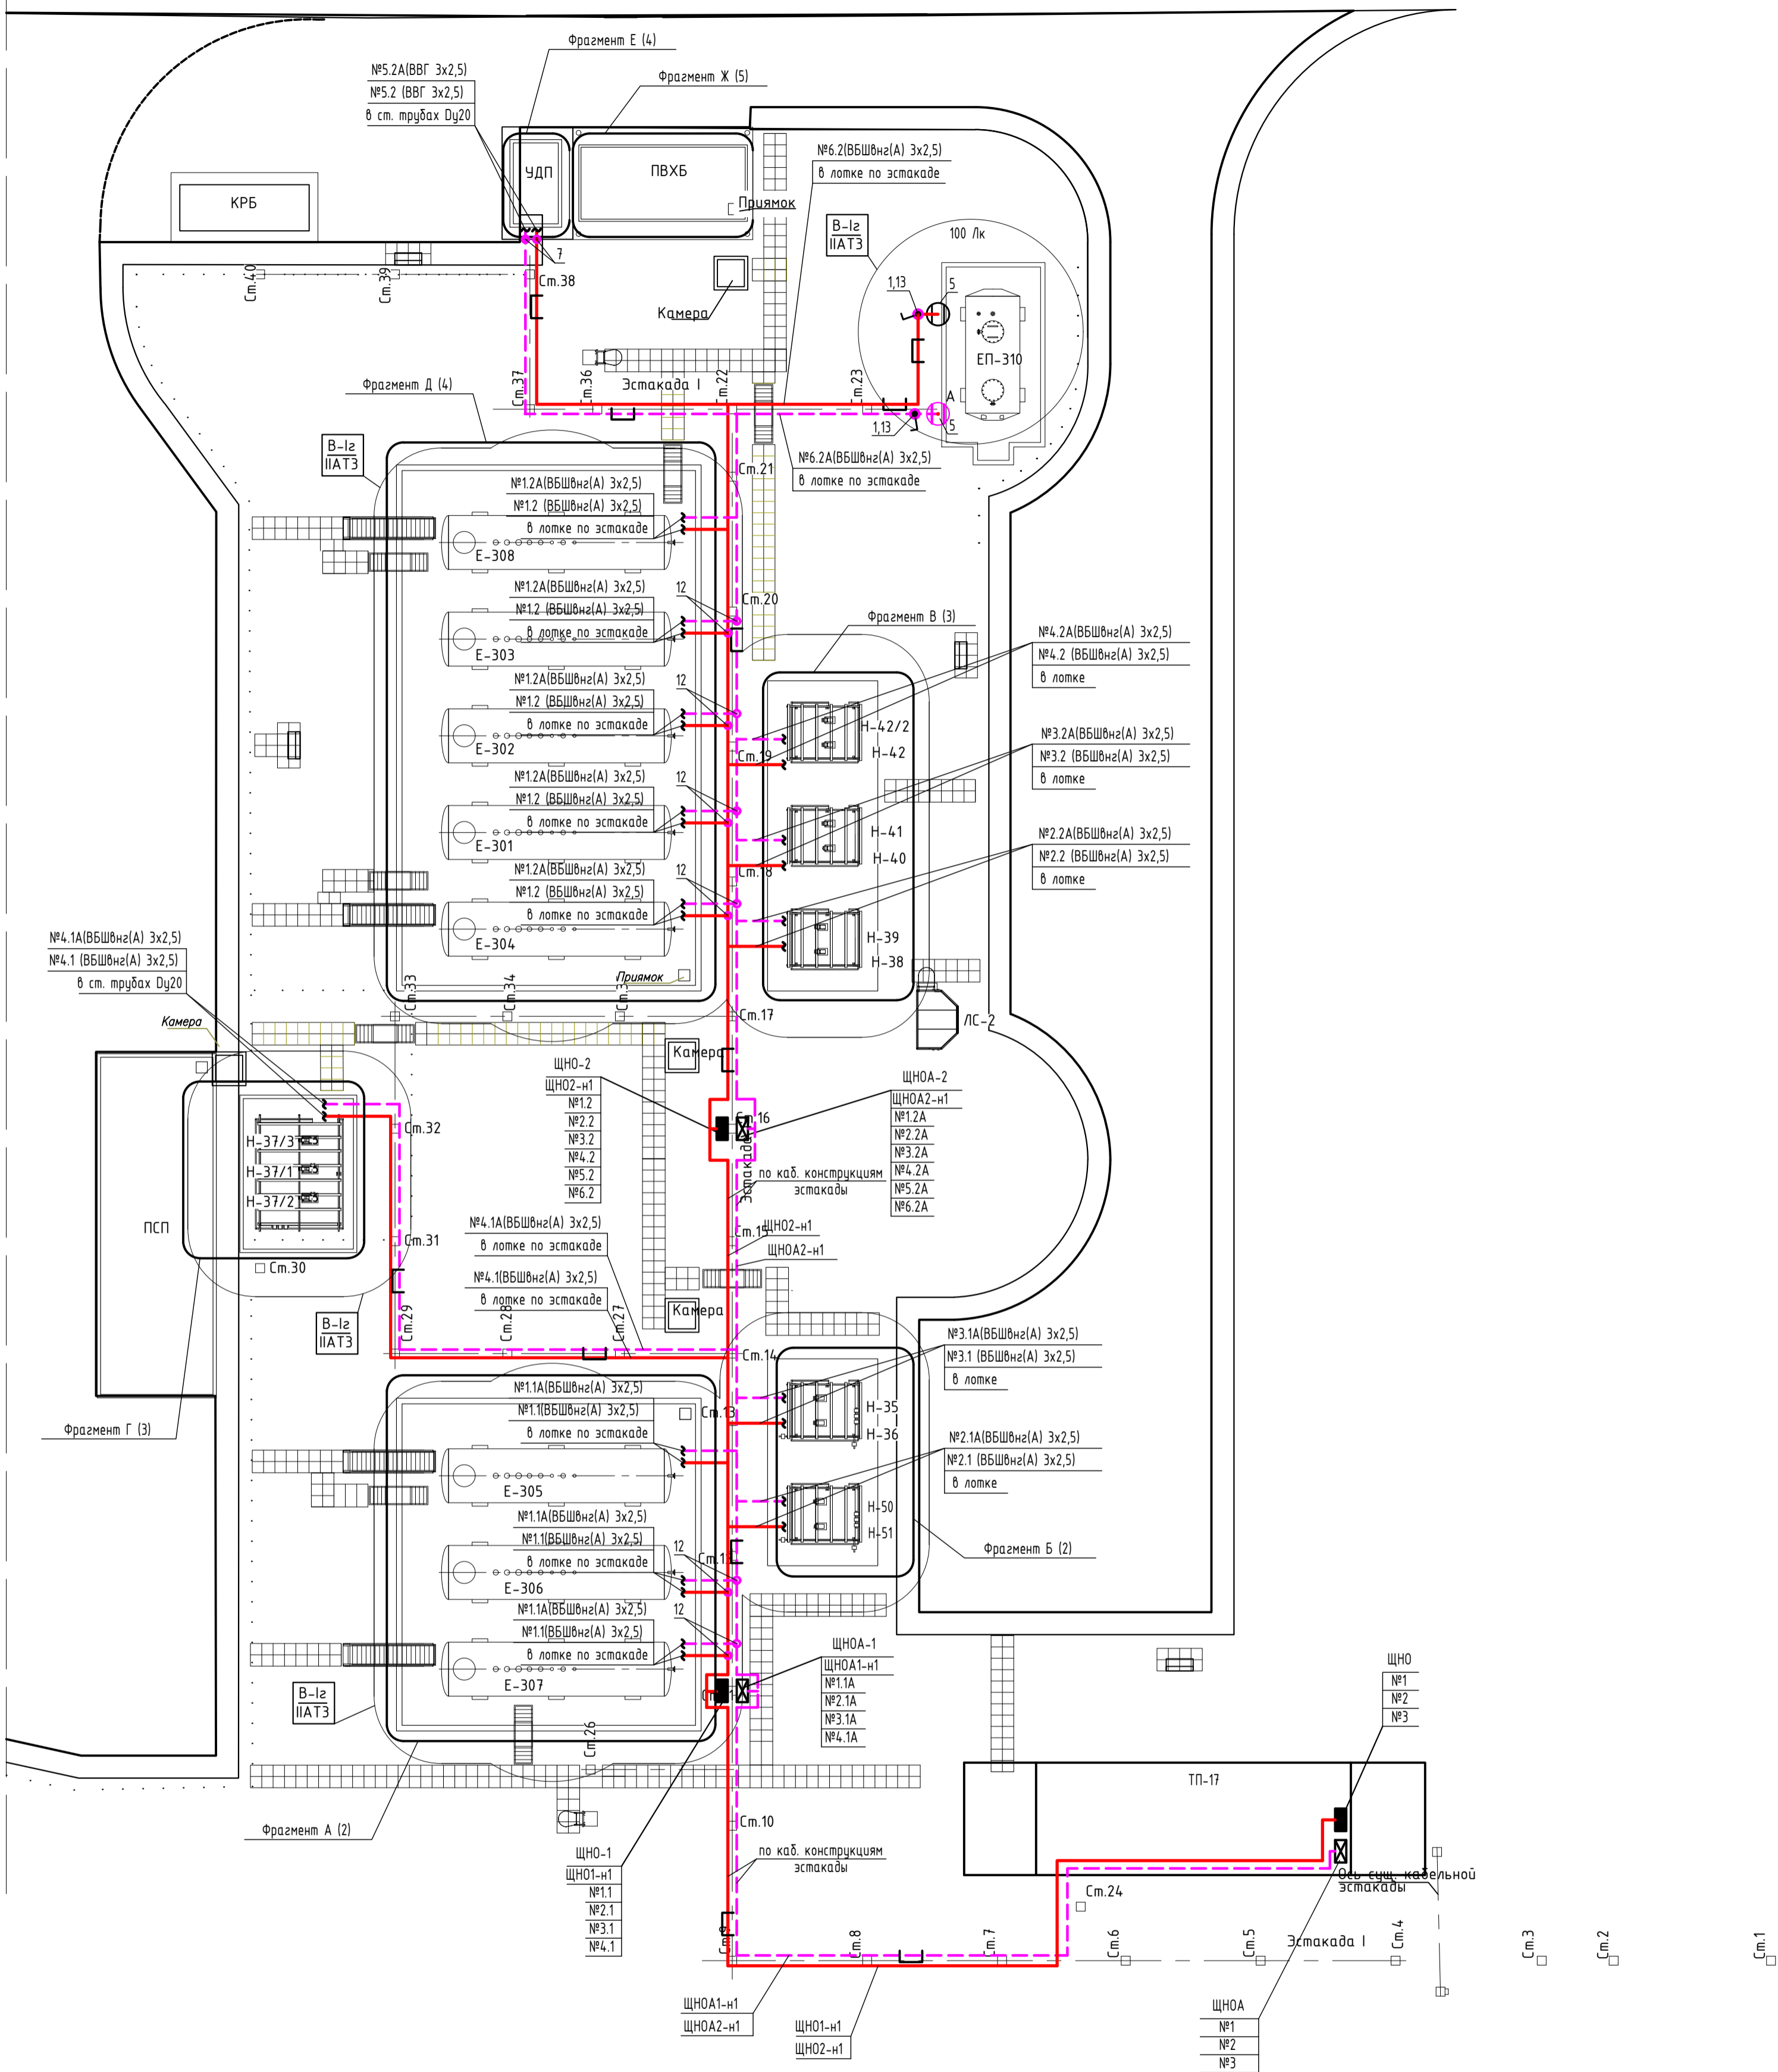 Фрагмент Е (4)
№5.2А(ВВГ 3х2,5)
№5.2 (ВВГ 3х2,5)
в ст. трубах Dy20
Фрагмент Ж (5)
УДП
ПВХБ
КРБ
Приямок
№6.2(ВБШвнг(А) 3х2,5)
в лотке по эстакаде
В-Iг
IIАТ3
100 Лк
7
Ст.40
Ст.39
Ст.38
Камера
1,13
5
ЕП-310
Фрагмент Д (4)
Ст.37
Ст.36
Эстакада I
Ст.22
Ст.23
А
1,13
5
В-Iг
IIАТ3
Ст.21
№6.2А(ВБШвнг(А) 3х2,5)
в лотке по эстакаде
№1.2А(ВБШвнг(А) 3х2,5)
№1.2 (ВБШвнг(А) 3х2,5)
в лотке по эстакаде
Е-308
№1.2А(ВБШвнг(А) 3х2,5)
12
№1.2 (ВБШвнг(А) 3х2,5)
в лотке по эстакаде
Ст.20
Е-303
Фрагмент В (3)
№4.2А(ВБШвнг(А) 3х2,5)
№4.2 (ВБШвнг(А) 3х2,5)
в лотке
№1.2А(ВБШвнг(А) 3х2,5)
12
№1.2 (ВБШвнг(А) 3х2,5)
в лотке по эстакаде
Е-302
Ст.19
Н-42/2
Н-42
№3.2А(ВБШвнг(А) 3х2,5)
№3.2 (ВБШвнг(А) 3х2,5)
в лотке
№1.2А(ВБШвнг(А) 3х2,5)
12
№1.2 (ВБШвнг(А) 3х2,5)
в лотке по эстакаде
Е-301
Н-41
Н-40
№2.2А(ВБШвнг(А) 3х2,5)
№2.2 (ВБШвнг(А) 3х2,5)
в лотке
№1.2А(ВБШвнг(А) 3х2,5)
12
Ст.18
№1.2 (ВБШвнг(А) 3х2,5)
в лотке по эстакаде
Е-304
Н-39
Н-38
№4.1А(ВБШвнг(А) 3х2,5)
№4.1 (ВБШвнг(А) 3х2,5)
в ст. трубах Dy20
Камера
Приямок
Ст.33
Ст.34
Ст.17
ЛС-2
Камера
ЩНО-2
ЩНО2-н1
№1.2
№2.2
№3.2
№4.2
№5.2
№6.2
ЩНОА-2
ЩНОА2-н1
№1.2А
№2.2А
№3.2А
№4.2А
№5.2А
№6.2А
Ст.16
Эстакада
по каб. конструкциям
эстакады
Ст.32
Н-37/3
Н-37/1
Н-37/2
ПСП
Ст.31
Ст.30
№4.1А(ВБШвнг(А) 3х2,5)
в лотке по эстакаде
Ст.15
ЩНО2-н1
ЩНОА2-н1
№4.1(ВБШвнг(А) 3х2,5)
в лотке по эстакаде
Камера
В-Iг
IIАТ3
Ст.29
Ст.28
Ст.27
Ст.14
№3.1А(ВБШвнг(А) 3х2,5)
№3.1 (ВБШвнг(А) 3х2,5)
в лотке
Фрагмент Г (3)
№1.1А(ВБШвнг(А) 3х2,5)
№1.1(ВБШвнг(А) 3х2,5)
в лотке по эстакаде
Ст.13
Н-35
Н-36
Е-305
№2.1А(ВБШвнг(А) 3х2,5)
№2.1 (ВБШвнг(А) 3х2,5)
в лотке
№1.1А(ВБШвнг(А) 3х2,5)
№1.1(ВБШвнг(А) 3х2,5)
в лотке по эстакаде
12
Е-306
Н-50
Н-51
Фрагмент Б (2)
№1.1А(ВБШвнг(А) 3х2,5)
12
№1.1(ВБШвнг(А) 3х2,5)
в лотке по эстакаде
Е-307
В-Iг
IIАТ3
ЩНОА-1
ЩНОА1-н1
№1.1А
№2.1А
№3.1А
№4.1А
Ст.26
ЩНО
№1
№2
№3
ТП-17
Фрагмент А (2)
Ст.10
ЩНО-1
ЩНО1-н1
№1.1
№2.1
№3.1
№4.1
по каб. конструкциям
эстакады
Ось сущ. кабельной
эстакады
Ст.24
Ст.9
Ст.8
Ст.7
Ст.6
Ст.5
Эстакада I
Ст.4
Ст.3
Ст.2
Ст.1
ЩНОА1-н1
ЩНОА2-н1
ЩНО1-н1
ЩНО2-н1
ЩНОА
№1
№2
№3